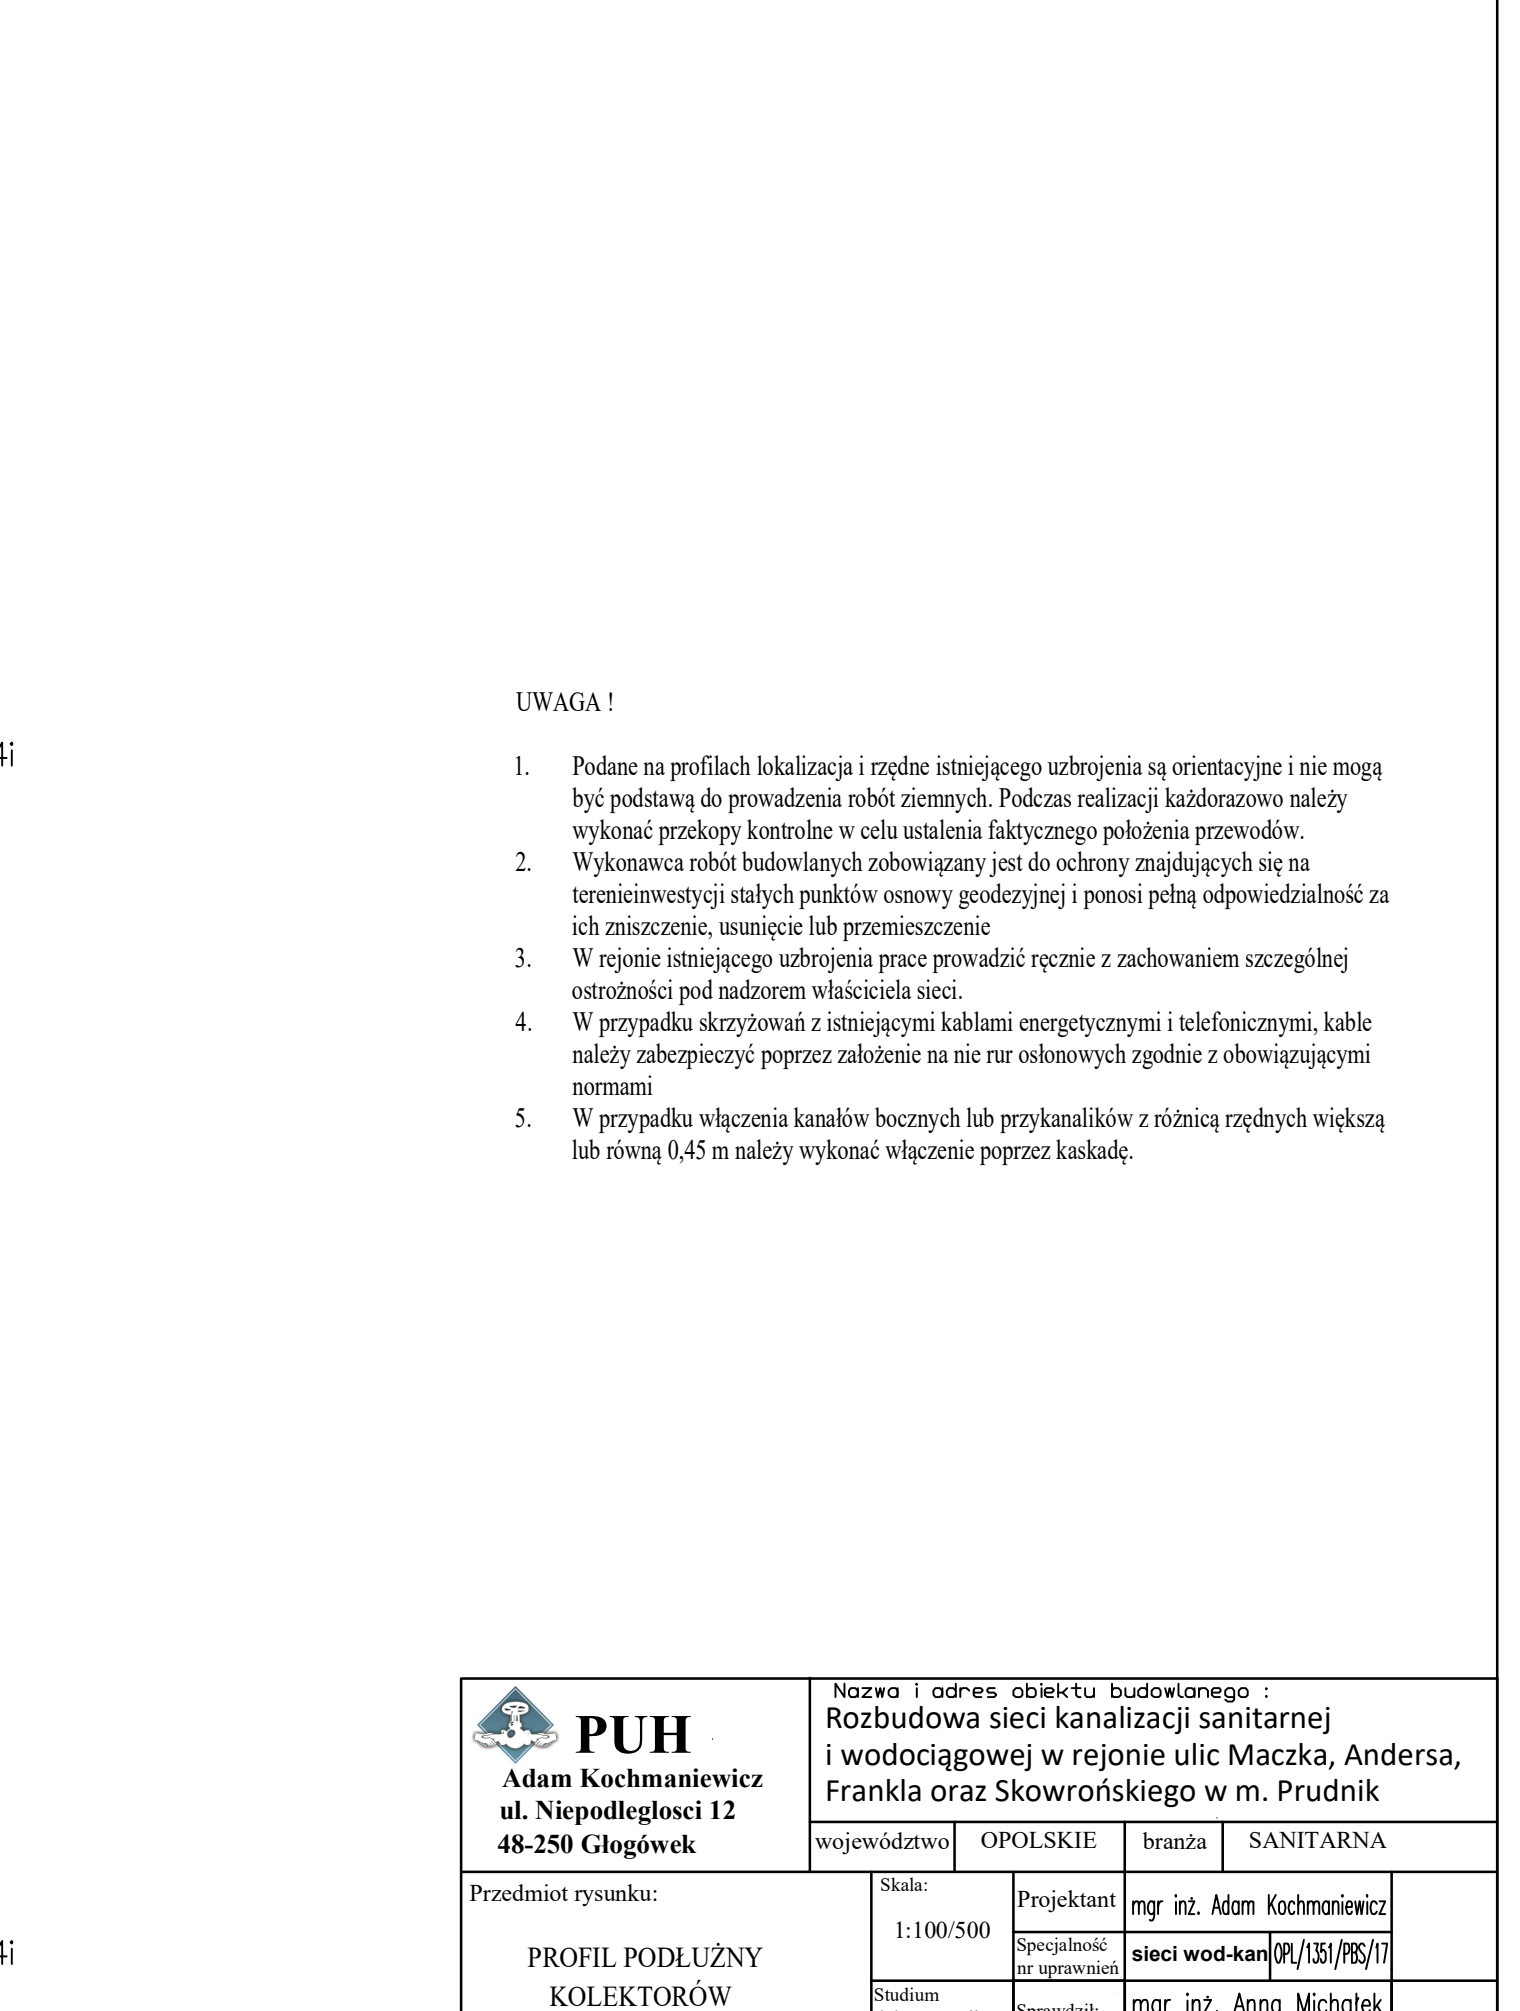 UWAGA !
4i
1. Podane na profilach lokalizacja i rzędne istniejącego uzbrojenia są orientacyjne i nie mogą
być podstawą do prowadzenia robót ziemnych. Podczas realizacji każdorazowo należy
wykonać przekopy kontrolne w celu ustalenia faktycznego położenia przewodów.
2. Wykonawca robót budowlanych zobowiązany jest do ochrony znajdujących się na
terenieinwestycji stałych punktów osnowy geodezyjnej i ponosi pełną odpowiedzialność za
ich zniszczenie, usunięcie lub przemieszczenie
3. W rejonie istniejącego uzbrojenia prace prowadzić ręcznie z zachowaniem szczególnej
ostrożności pod nadzorem właściciela sieci.
4. W przypadku skrzyżowań z istniejącymi kablami energetycznymi i telefonicznymi, kable
należy zabezpieczyć poprzez założenie na nie rur osłonowych zgodnie z obowiązującymi
normami
5. W przypadku włączenia kanałów bocznych lub przykanalików z różnicą rzędnych większą
lub równą 0,45 m należy wykonać włączenie poprzez kaskadę.
PUH
Adam Kochmaniewicz
ul. Niepodleglosci 12
48-250 Głogówek
Nazwa i adres obiektu budowlanego :
Rozbudowa sieci kanalizacji sanitarnej
i wodociągowej w rejonie ulic Maczka, Andersa,
Frankla oraz Skowrońskiego w m. Prudnik
województwo OPOLSKIE branża SANITARNA
Przedmiot rysunku:
PROFIL PODŁUŻNY
KOLEKTORÓW
Skala:
1:100/500
Projektant mgr inż. Adam Kochmaniewicz
Specjalność
nr uprawnień
sieci wod-kan OPL/1351/PBS/17
Studium
Sprawdził: mgr inż. Anna Michałek
4i